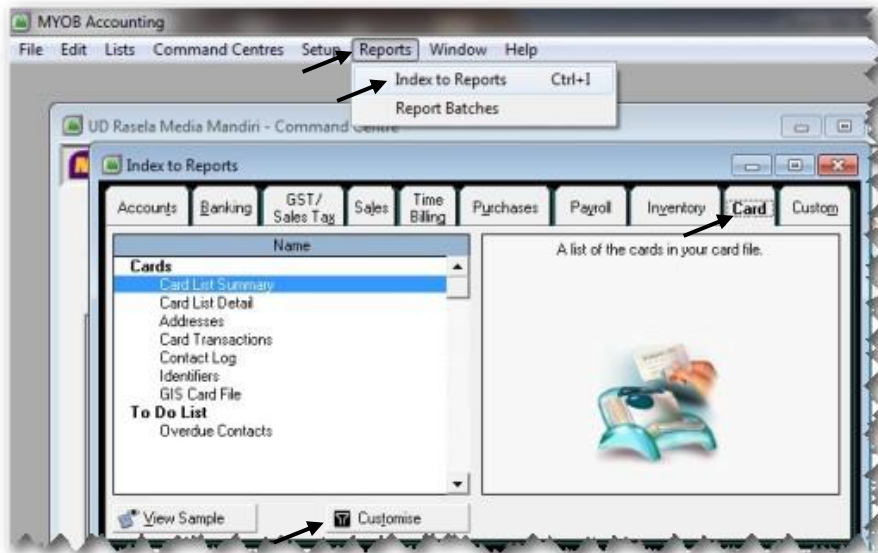 MYOB Accounting
File Edit Lists Command Centres Setup Reports Window Help
Index to Reports Ctrl+I
Report Batches
UD Rasela Media Mandiri - Command Centre
Index to Reports
Accounts Banking GST/ Sales Tax Sales Time Billing Purchases Payroll Inventory Card Custom
Name
Cards
Card List Summary
Card List Detail
Addresses
Card Transactions
Contact Log
Identifiers
GIS Card File
To Do List
Overdue Contacts
A list of the cards in your card file.
View Sample Customise